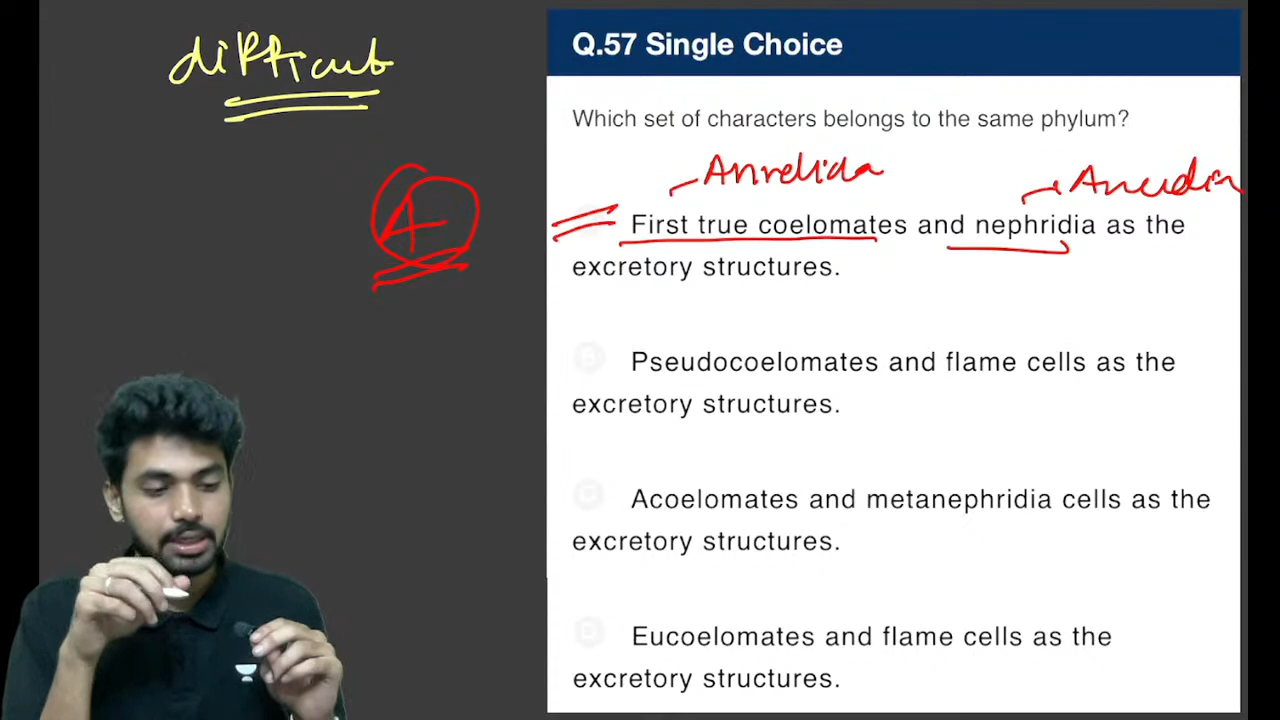 difficult
Q.57 Single Choice
Which set of characters belongs to the same phylum?
Annelida
A
First true coelomates and nephridia as the
excretory structures.
B
Pseudocoelomates and flame cells as the
excretory structures.
Acoelomates and metanephridia cells as the
excretory structures.
D
Eucoelomates and flame cells as the
excretory structures.